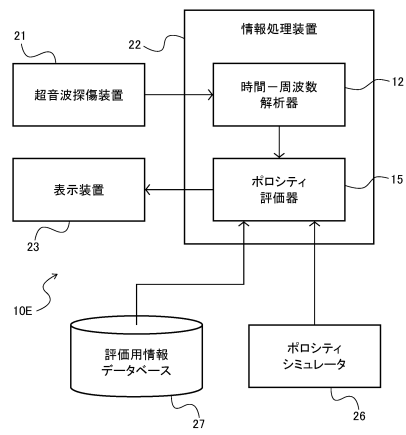 21
22
情報処理装置
超音波探傷装置
時間－周波数
解析器
12
表示装置
ポロシティ
評価器
15
23
10E
評価用情報
データベース
ポロシティ
シミュレータ
27
26